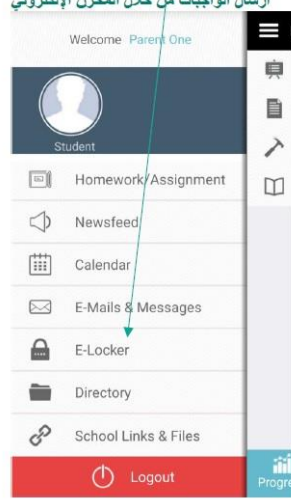 ارسال الواجبات من خلال المخزن الإلكتروني
Welcome Parent One
Student
Homework/Assignment
Newsfeed
Calendar
E-Mails & Messages
E-Locker
Directory
School Links & Files
Logout